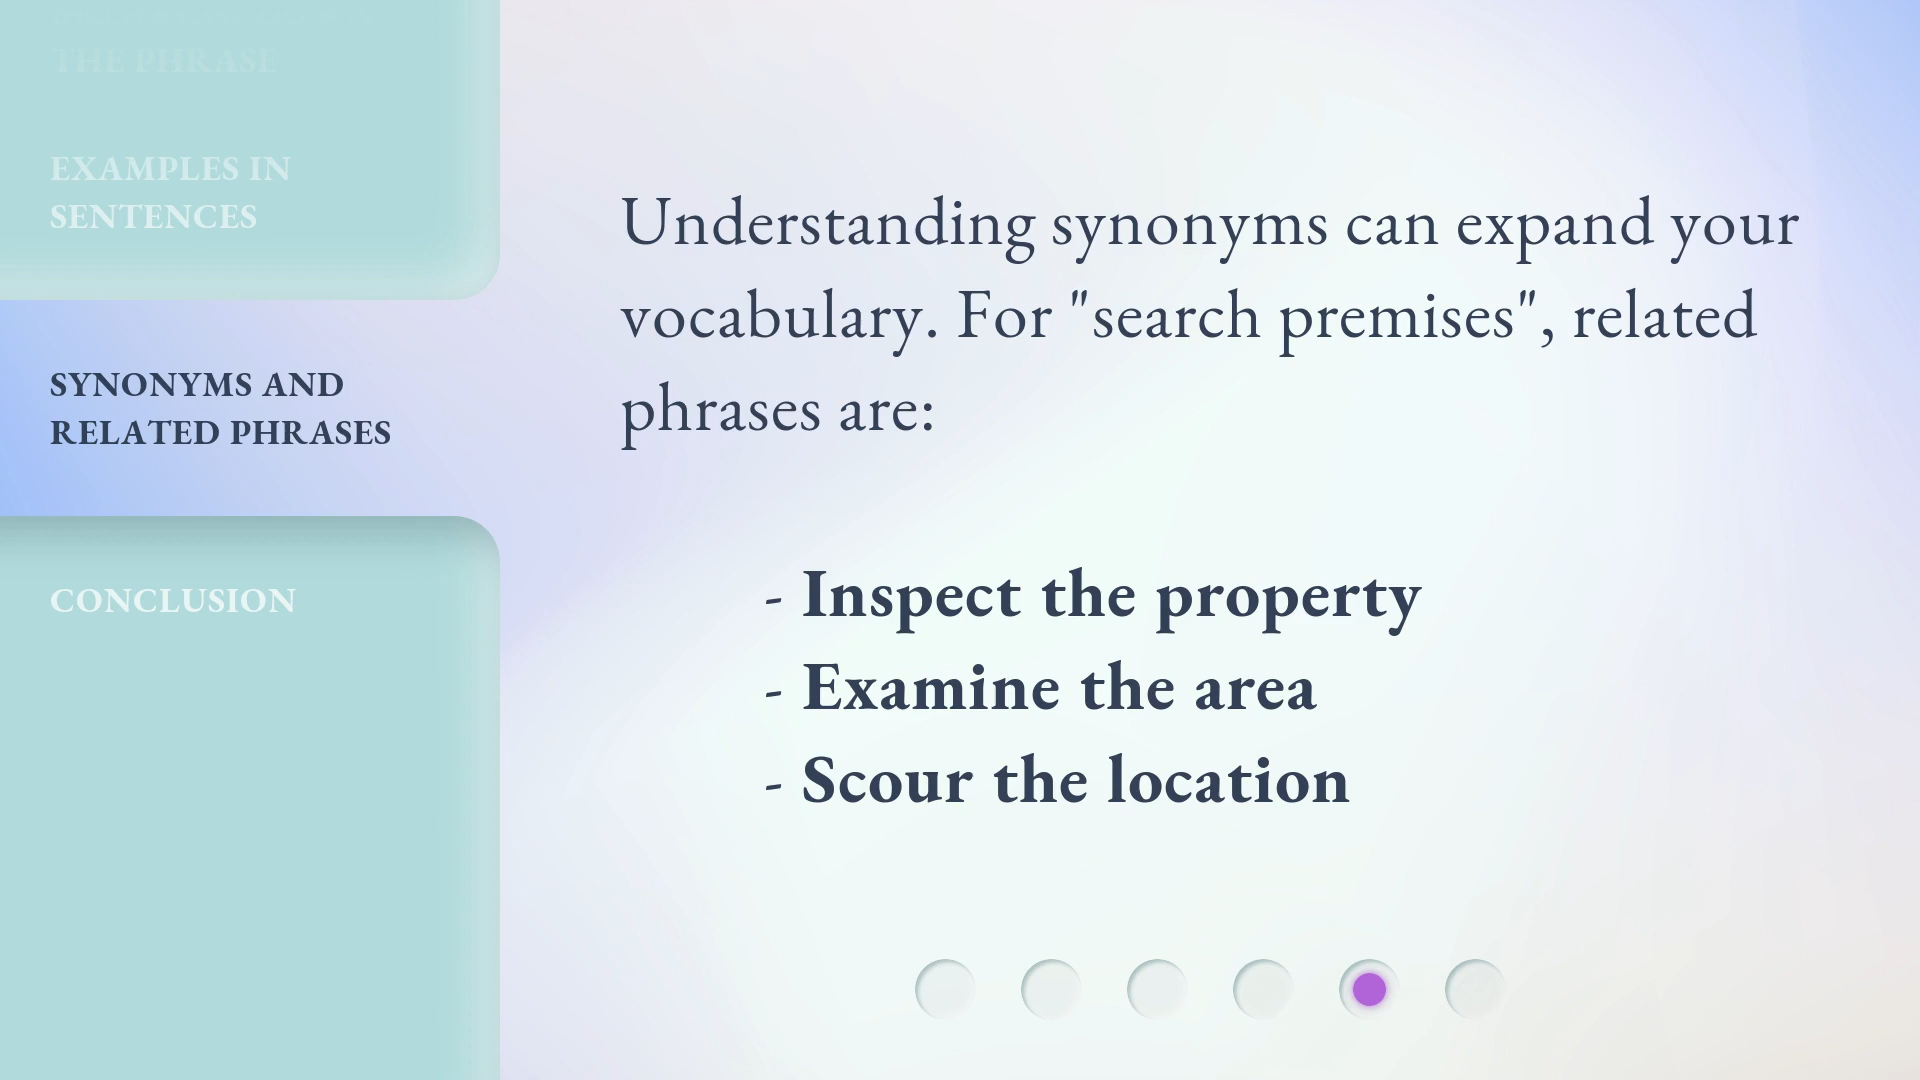 THE PHRASE
EXAMPLES IN
SENTENCES
SYNONYMS AND
RELATED PHRASES
CONCLUSION
Understanding synonyms can expand your
vocabulary. For "search premises", related
phrases are:
- Inspect the property
- Examine the area
- Scour the location